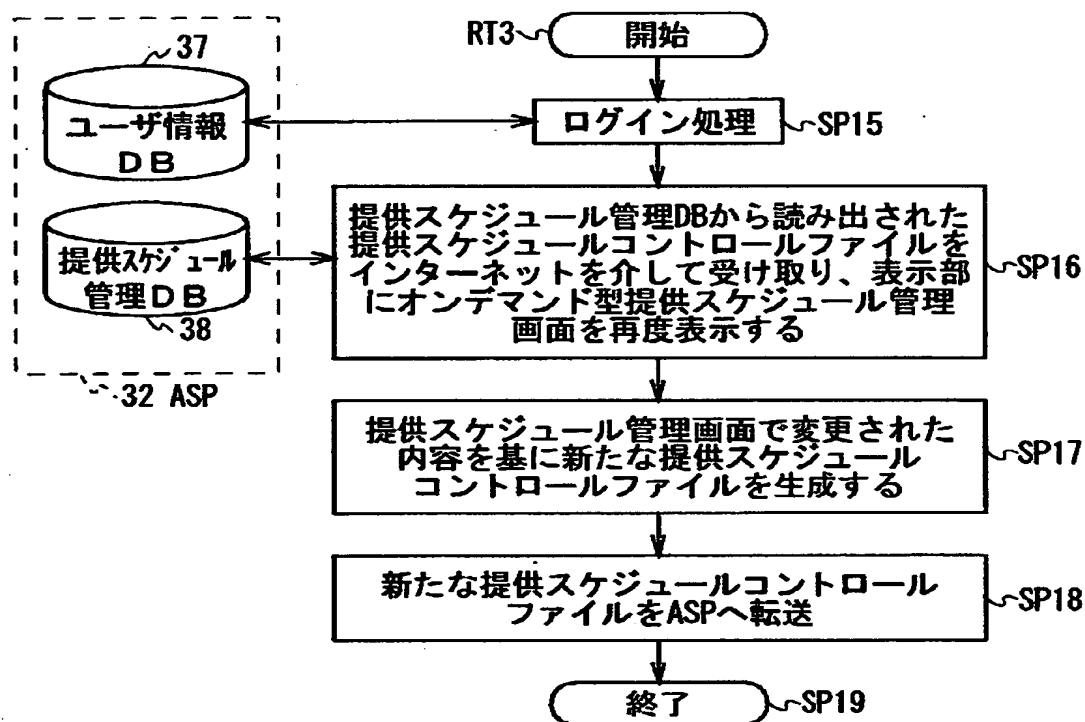 RT3
開始
37
ユーザ情報
DB
ログイン処理
SP15
提供スケジュール
管理DB
38
32 ASP
提供スケジュール管理DBから読み出された
提供スケジュールコントロールファイルを
インターネットを介して受け取り、表示部
にオンデマンド型提供スケジュール管理
画面を再度表示する
SP16
提供スケジュール管理画面で変更された
内容を基に新たな提供スケジュール
コントロールファイルを生成する
SP17
新たな提供スケジュールコントロール
ファイルをASPへ転送
SP18
終了
SP19